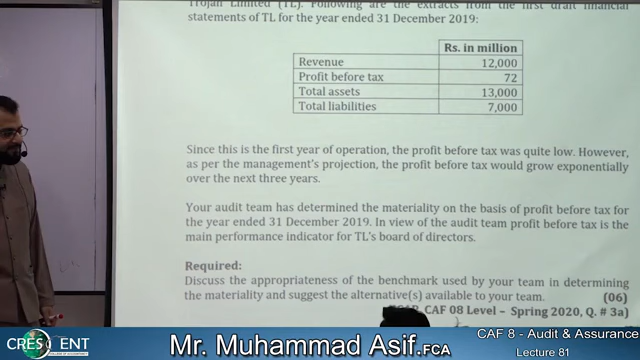 Trojan Limited (TL). Following are the extracts from the first draft financial
statements of TL for the year ended 31 December 2019:
Rs. in million
Revenue 12,000
Profit before tax 72
Total assets 13,000
Total liabilities 7,000
Since this is the first year of operation, the profit before tax was quite low. However,
as per the management's projection, the profit before tax would grow exponentially
over the next three years.
Your audit team has determined the materiality on the basis of profit before tax for
the year ended 31 December 2019. In view of the audit team profit before tax is the
main performance indicator for TL's board of directors.
Required:
Discuss the appropriateness of the benchmark used by your team in determining
the materiality and suggest the alternative(s) available to your team. (06)
CAF 08 Level – Spring 2020, Q. # 3a)
CRESCENT
COLLEGE OF ACCOUNTANCY
Mr. Muhammad Asif.FCA
CAF 8 - Audit & Assurance
Lecture 81